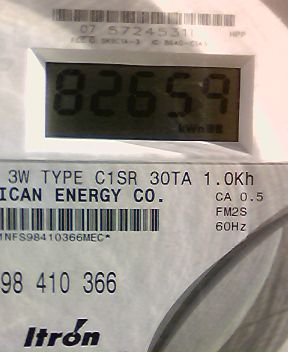 07 57245311 HPP
82659
kWh
3W TYPE C1SR 30TA 1.0Kh
ICAN ENERGY CO.
CA 0.5
FM2S
60Hz
1NFS98410366MEC*
98 410 366
Itron